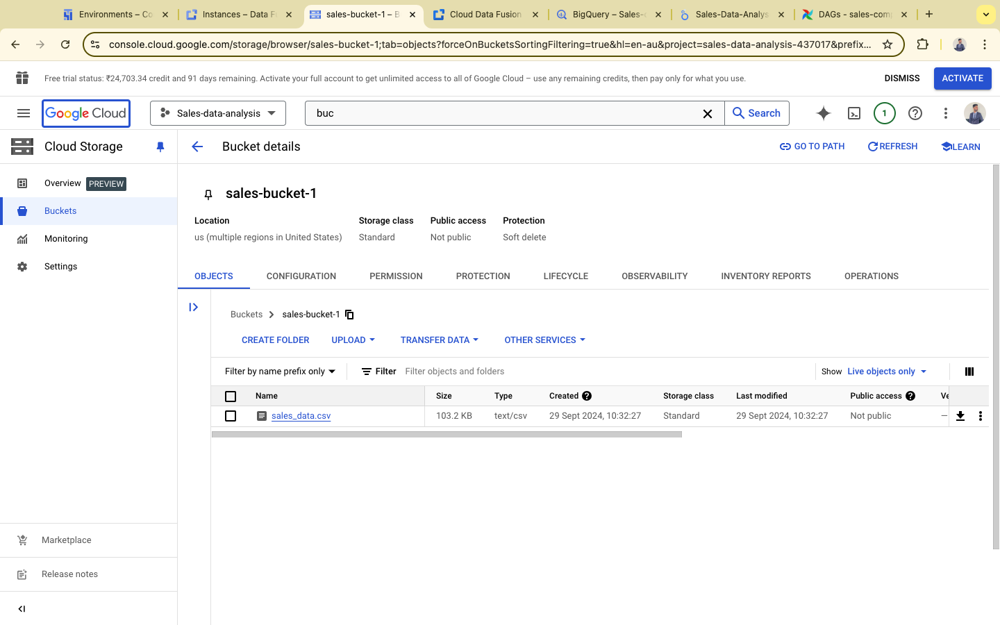 Environments – Co
Instances – Data F
sales-bucket-1 – B
Cloud Data Fusion
BigQuery – Sales-
Sales-Data-Analys
DAGs - sales-com
console.cloud.google.com/storage/browser/sales-bucket-1;tab=objects?forceOnBucketsSortingFiltering=true&hl=en-au&project=sales-data-analysis-437017&prefix...
Free trial status: ₹24,703.34 credit and 91 days remaining. Activate your full account to get unlimited access to all of Google Cloud – use any remaining credits, then pay only for what you use.
DISMISS
ACTIVATE
Google Cloud
Sales-data-analysis
buc
Search
1
Cloud Storage
Bucket details
GO TO PATH
REFRESH
LEARN
Overview PREVIEW
Buckets
Monitoring
Settings
Marketplace
Release notes
sales-bucket-1
Location Storage class Public access Protection
us (multiple regions in United States) Standard Not public Soft delete
OBJECTS CONFIGURATION PERMISSION PROTECTION LIFECYCLE OBSERVABILITY INVENTORY REPORTS OPERATIONS
Buckets sales-bucket-1
CREATE FOLDER UPLOAD TRANSFER DATA OTHER SERVICES
Filter by name prefix only Filter Filter objects and folders Show Live objects only
Name Size Type Created Storage class Last modified Public access Ve
sales_data.csv 103.2 KB text/csv 29 Sept 2024, 10:32:27 Standard 29 Sept 2024, 10:32:27 Not public —